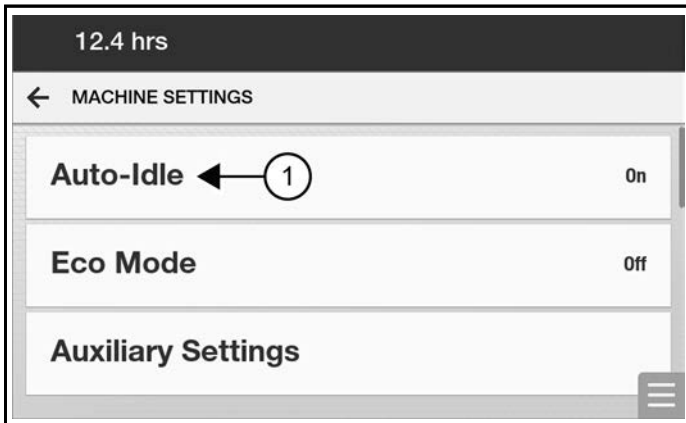 12.4 hrs
MACHINE SETTINGS
Auto-Idle 1 On
Eco Mode Off
Auxiliary Settings